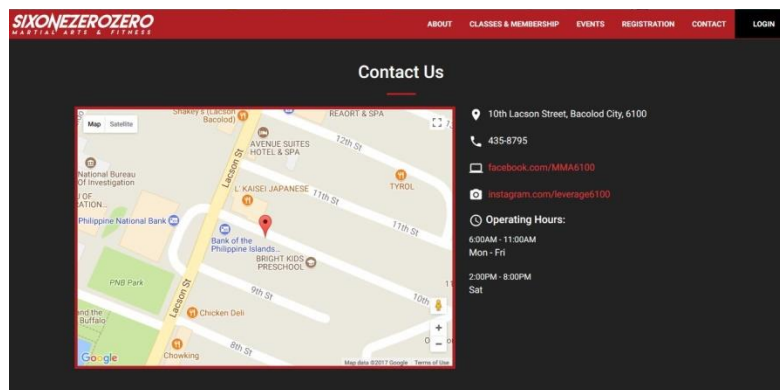 SIXONEZEROZERO
MARTIAL ARTS & FITNESS
ABOUT
CLASSES & MEMBERSHIP
EVENTS
REGISTRATION
CONTACT
LOGIN
Contact Us
Map
Satellite
Shakey's (Lacson
Bacolod)
REAORT & SPA
12th St
AVENUE SUITES
HOTEL & SPA
National Bureau
Of Investigation
Lacson St
L' KAISEI JAPANESE
11th St
TYROL
Philippine National Bank
11th St
Bank of the
Philippine Islands...
BRIGHT KIDS
PRESCHOOL
PNB Park
9th St
10th
Lacson St
Chicken Deli
and the
Buffalo
8th St
Chowking
Google
Map data ©2017 Google
Terms of Use
10th Lacson Street, Bacolod City, 6100
435-8795
facebook.com/MMA6100
instagram.com/leverage6100
Operating Hours:
6:00AM - 11:00AM
Mon - Fri
2:00PM - 8:00PM
Sat